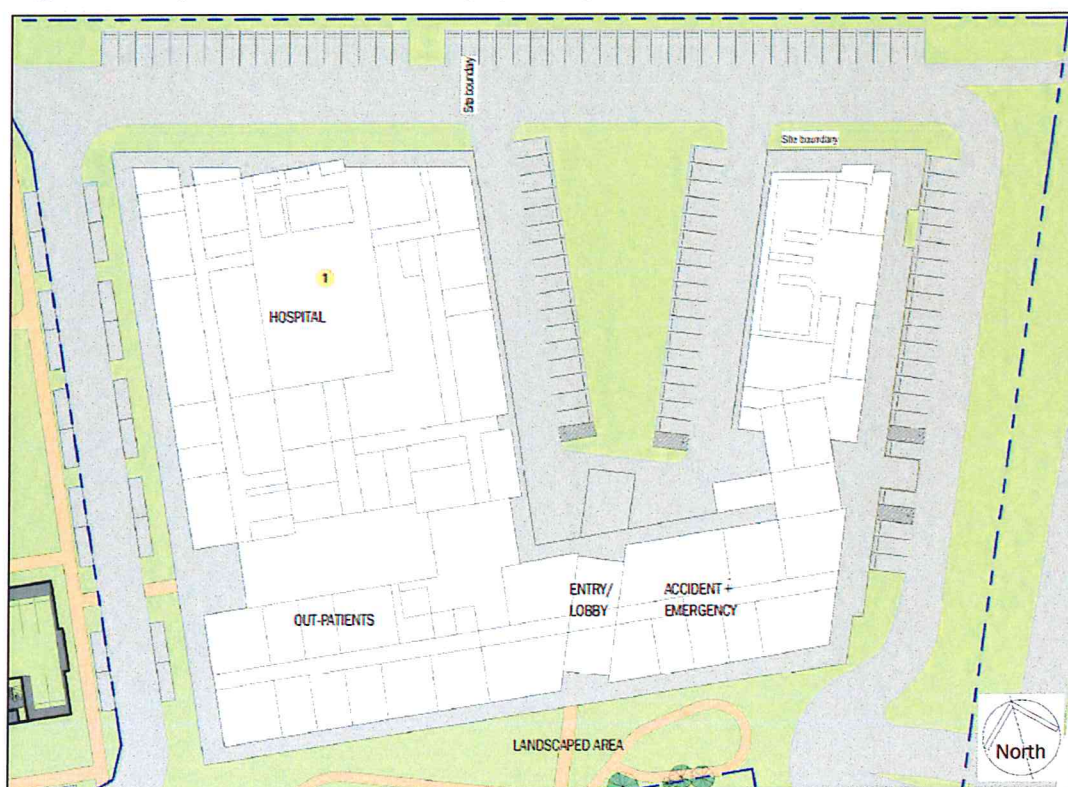 Site boundary
Site boundary
1
HOSPITAL
ENTRY/
LOBBY
ACCIDENT +
EMERGENCY
OUT-PATIENTS
LANDSCAPED AREA
North